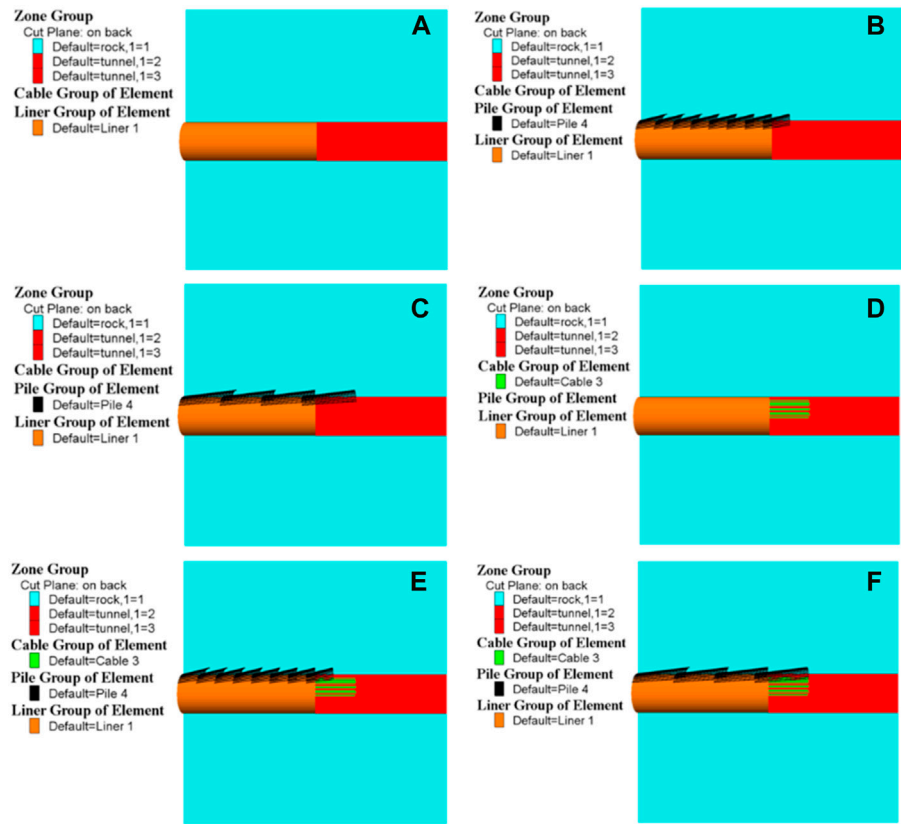 Zone Group
Cut Plane: on back
Default=rock,1=1
Default=tunnel,1=2
Default=tunnel,1=3
Cable Group of Element
Liner Group of Element
Default=Liner 1
A
Zone Group
Cut Plane: on back
Default=rock,1=1
Default=tunnel,1=2
Default=tunnel,1=3
Cable Group of Element
Pile Group of Element
Default=Pile 4
Liner Group of Element
Default=Liner 1
B
Zone Group
Cut Plane: on back
Default=rock,1=1
Default=tunnel,1=2
Default=tunnel,1=3
Cable Group of Element
Pile Group of Element
Default=Pile 4
Liner Group of Element
Default=Liner 1
C
Zone Group
Cut Plane: on back
Default=rock,1=1
Default=tunnel,1=2
Default=tunnel,1=3
Cable Group of Element
Default=Cable 3
Pile Group of Element
Liner Group of Element
Default=Liner 1
D
Zone Group
Cut Plane: on back
Default=rock,1=1
Default=tunnel,1=2
Default=tunnel,1=3
Cable Group of Element
Default=Cable 3
Pile Group of Element
Default=Pile 4
Liner Group of Element
Default=Liner 1
E
Zone Group
Cut Plane: on back
Default=rock,1=1
Default=tunnel,1=2
Default=tunnel,1=3
Cable Group of Element
Default=Cable 3
Pile Group of Element
Default=Pile 4
Liner Group of Element
Default=Liner 1
F